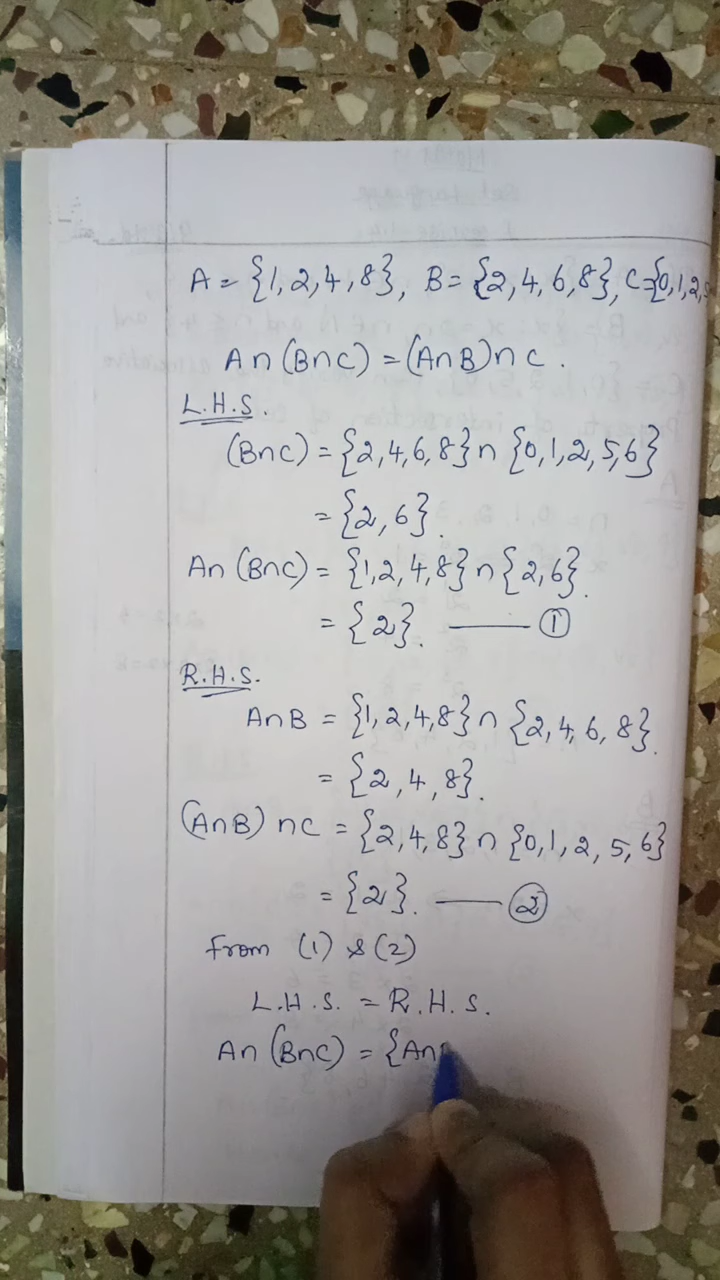 A = {1,2,4,8}, B = {2,4,6,8}, C={0,1,2,5
A∩(B∩C) = (A∩B)∩C.
L.H.S.
(B∩C) = {2,4,6,8}∩{0,1,2,5,6}
= {2,6}.
A∩(B∩C) = {1,2,4,8}∩{2,6}.
= {2}. —— ①
R.H.S.
A∩B = {1,2,4,8}∩{2,4,6,8}.
= {2,4,8}.
(A∩B)∩C = {2,4,8}∩{0,1,2,5,6}
= {2}. —— ②
From (1) & (2)
L.H.S. = R.H.S.
A∩(B∩C) = {A∩